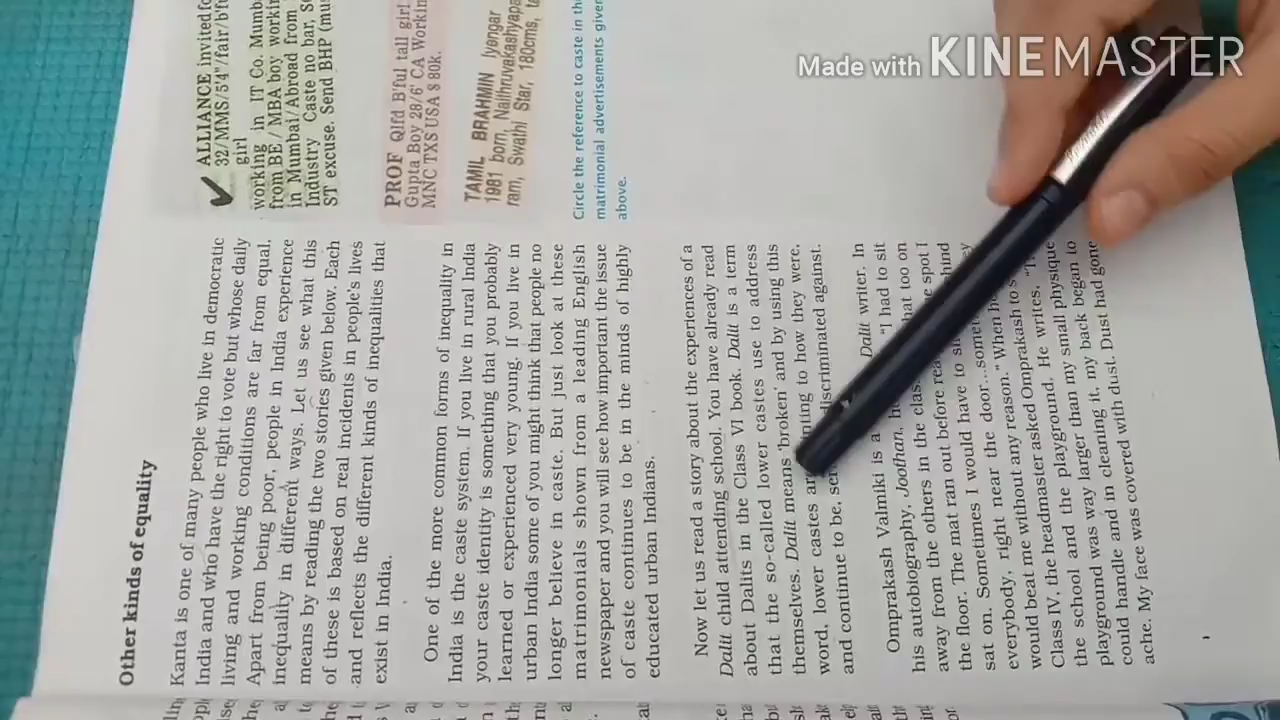 Made with KINEMASTER
Other kinds of equality
Kanta is one of many people who live in democratic
India and who have the right to vote but whose daily
living and working conditions are far from equal.
Apart from being poor, people in India experience
inequality in different ways. Let us see what this
means by reading the two stories given below. Each
of these is based on real incidents in people's lives
and reflects the different kinds of inequalities that
exist in India.
One of the more common forms of inequality in
India is the caste system. If you live in rural India
your caste identity is something that you probably
learned or experienced very young. If you live in
urban India some of you might think that people no
longer believe in caste. But just look at these
matrimonials shown from a leading English
newspaper and you will see how important the issue
of caste continues to be in the minds of highly
educated urban Indians.
Now let us read a story about the experiences of a
Dalit child attending school. You have already read
about Dalits in the Class VI book. Dalit is a term
that the so-called lower castes use to address
themselves. Dalit means 'broken' and by using this
word, lower castes are to how they were,
and continue to be, discriminated against.
Omprakash Valmiki is a Dalit writer. In
his autobiography, Joothan, "I had to sit
away from the others in the that too on
the floor. The mat ran out before spot I
sat on. Sometimes I would have to
everybody, right near the door...
would beat me without any reason." When
Class IV, the headmaster asked Omprakash to
the school and the playground. He writes, 
playground was way larger than my small physique
could handle and in cleaning it, my back began to
ache. My face was covered with dust. Dust had gone
ALLIANCE invited
32/MMS/5'4"/fair/
girl
working in IT Co.
from BE / MBA boy
in Mumbai/Abroad from
Industry Caste no bar,
ST excuse. Send BHP
PROF Qlfd B'ful tall girl
Gupta Boy 28/6' CA
MNC TXS USA $ 80k.
TAMIL BRAHMIN Iyengar
1981 born,
Swathi Star, 180cms,
Circle the reference to caste in
matrimonial advertisements
above.